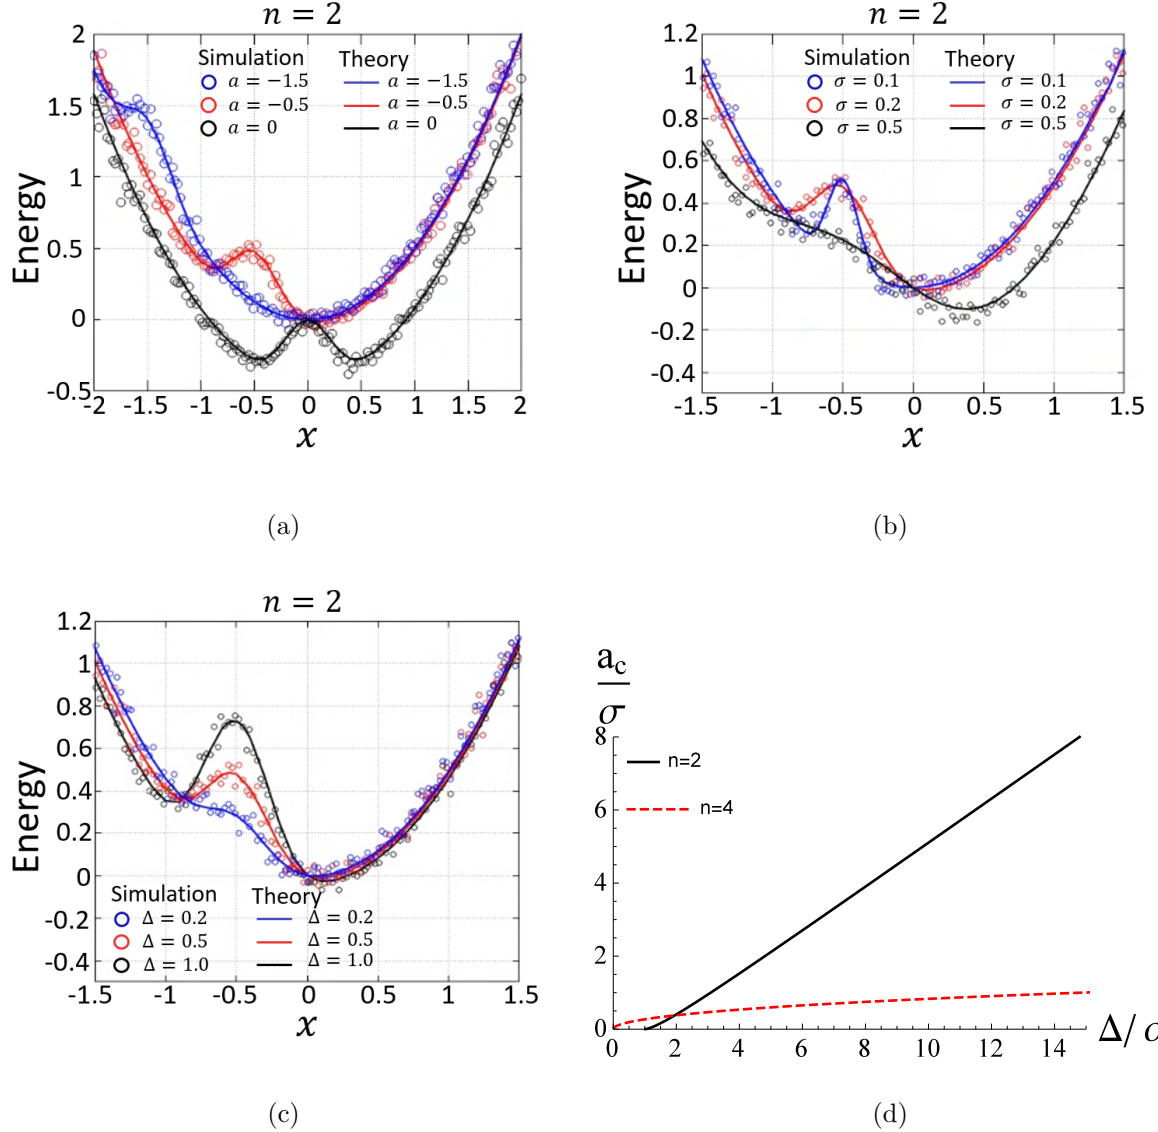 n = 2
Simulation Theory
a = −1.5 a = −1.5
a = −0.5 a = −0.5
a = 0 a = 0
Energy
2
1.5
1
0.5
0
-0.5
-2 -1.5 -1 -0.5 0 0.5 1 1.5 2
x
(a)
n = 2
Simulation Theory
σ = 0.1 σ = 0.1
σ = 0.2 σ = 0.2
σ = 0.5 σ = 0.5
Energy
1.2
1
0.8
0.6
0.4
0.2
0
-0.2
-0.4
-1.5 -1 -0.5 0 0.5 1 1.5
x
(b)
n = 2
Energy
1.2
1
0.8
0.6
0.4
0.2
0
-0.2
-0.4
Simulation Theory
Δ = 0.2 Δ = 0.2
Δ = 0.5 Δ = 0.5
Δ = 1.0 Δ = 1.0
-1.5 -1 -0.5 0 0.5 1 1.5
x
(c)
a_c
σ
8
6
4
2
0
n=2
n=4
0 2 4 6 8 10 12 14
Δ/
(d)